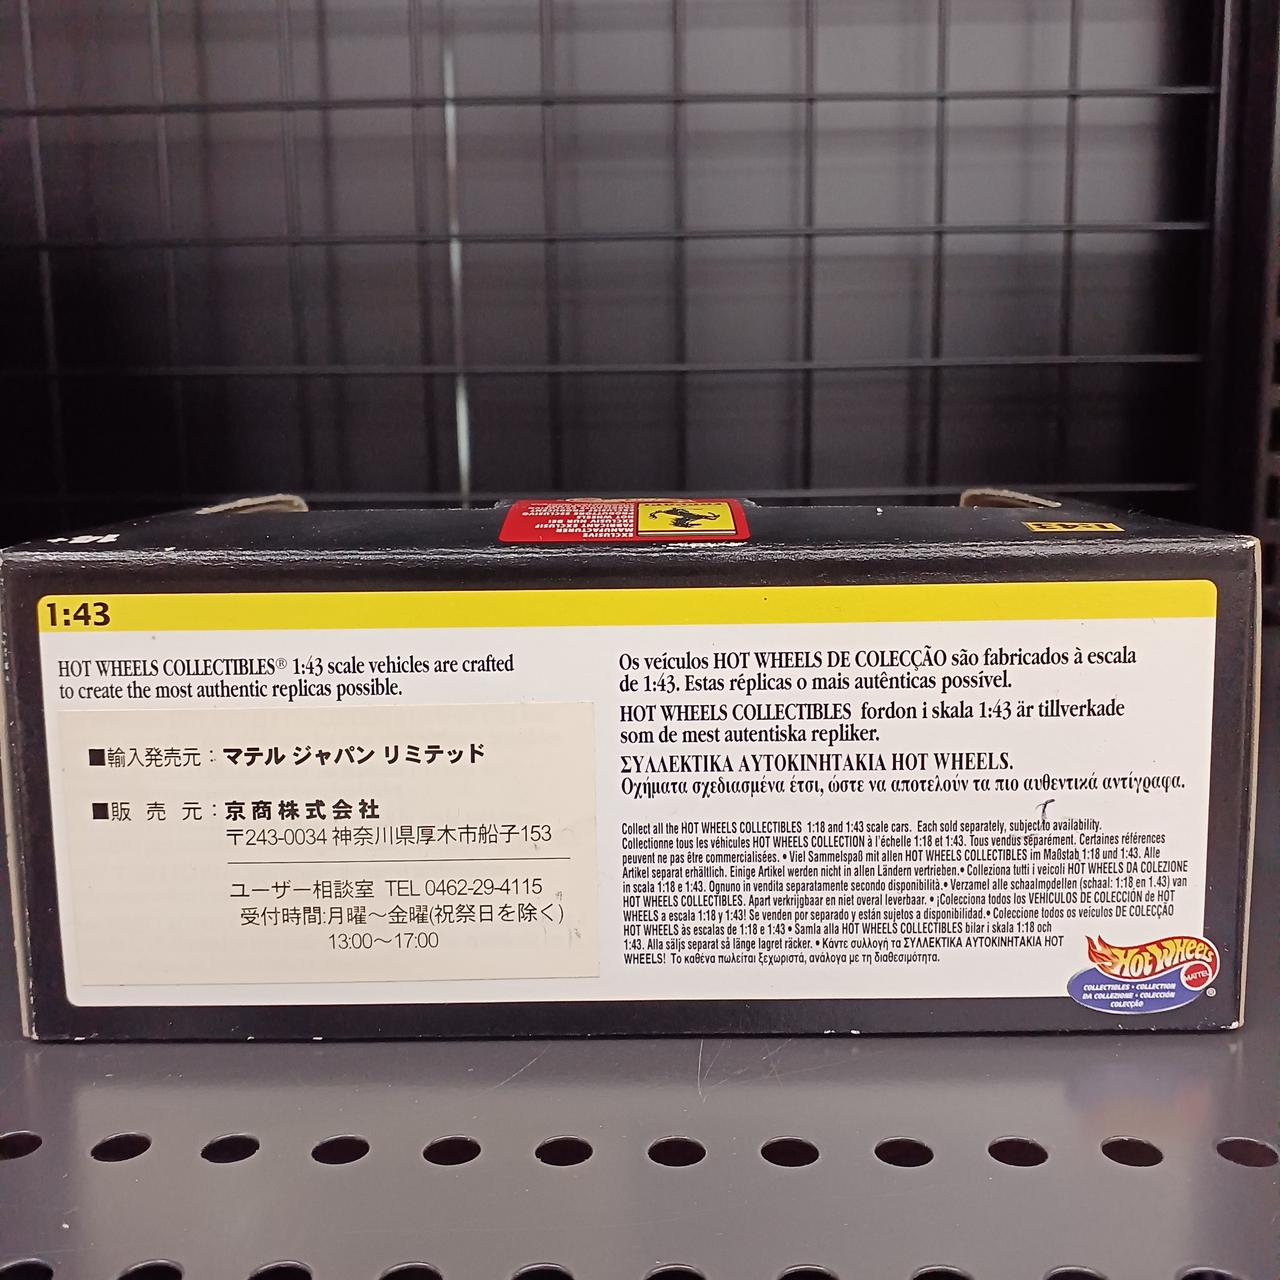 1:43
14+
EXCLUSIVE
MANUFACTURER
1:43
HOT WHEELS COLLECTIBLES® 1:43 scale vehicles are crafted
to create the most authentic replicas possible.
■輸入発売元：マテル ジャパン リミテッド
■販売元：京商株式会社
〒243-0034 神奈川県厚木市船子153
ユーザー相談室 TEL 0462-29-4115
受付時間:月曜～金曜(祝祭日を除く)
13:00～17:00
Os veículos HOT WHEELS DE COLECÇÃO são fabricados à escala
de 1:43. Estas réplicas o mais autênticas possível.
HOT WHEELS COLLECTIBLES fordon i skala 1:43 är tillverkade
som de mest autentiska repliker.
ΣΥΛΛΕΚΤΙΚΑ ΑΥΤΟΚΙΝΗΤΑΚΙΑ HOT WHEELS.
Οχήματα σχεδιασμένα έτσι, ώστε να αποτελούν τα πιο αυθεντικά αντίγραφα.
Collect all the HOT WHEELS COLLECTIBLES 1:18 and 1:43 scale cars. Each sold separately, subject to availability.
Collectionne tous les véhicules HOT WHEELS COLLECTION à l'échelle 1:18 et 1:43. Tous vendus séparément. Certaines références
peuvent ne pas être commercialisées. • Viel Sammelspaß mit allen HOT WHEELS COLLECTIBLES im Maßstab 1:18 und 1:43. Alle
Artikel separat erhältlich. Einige Artikel werden nicht in allen Ländern vertrieben. • Colleziona tutti i veicoli HOT WHEELS DA COLEZIONE
in scala 1:18 e 1:43. Ognuno in vendita separatamente secondo disponibilità. • Verzamel alle schaalmodellen (schaal: 1:18 en 1.43) van
HOT WHEELS COLLECTIBLES. Apart verkrijgbaar en niet overal leverbaar. • ¡Colecciona todos los VEHICULOS DE COLECCIÓN de HOT
WHEELS a escala 1:18 y 1:43! Se venden por separado y están sujetos a disponibilidad. • Coleccione todos os veículos DE COLECÇÃO
HOT WHEELS às escalas de 1:18 e 1:43 • Samla alla HOT WHEELS COLLECTIBLES bilar i skala 1:18 och
1:43. Alla säljs separat så länge lagret räcker. • Κάντε συλλογή τα ΣΥΛΛΕΚΤΙΚΑ ΑΥΤΟΚΙΝΗΤΑΚΙΑ HOT
WHEELS! Το καθένα πωλείται ξεχωριστά, ανάλογα με τη διαθεσιμότητα.
Hot Wheels
MATTEL
COLLECTIBLES • COLLECTION
DA COLLEZIONE • COLECCIÓN
COLECÇÃO
®